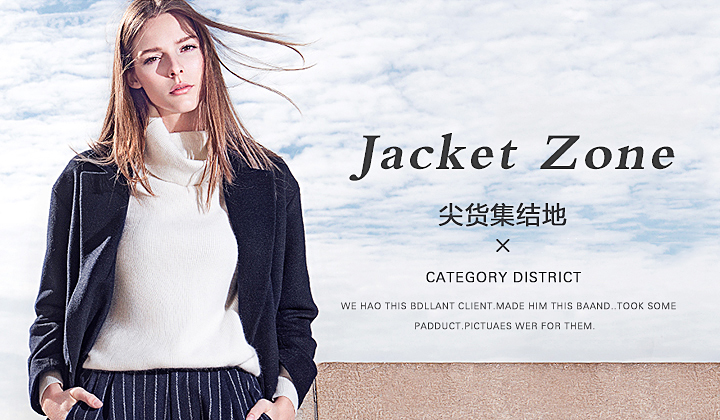 Jacket Zone
尖货集结地
×
CATEGORY DISTRICT
WE HAO THIS BDLLANT CLIENT.MADE HIM THIS BAAND..TOOK SOME
PADDUCT.PICTUAES WER FOR THEM.